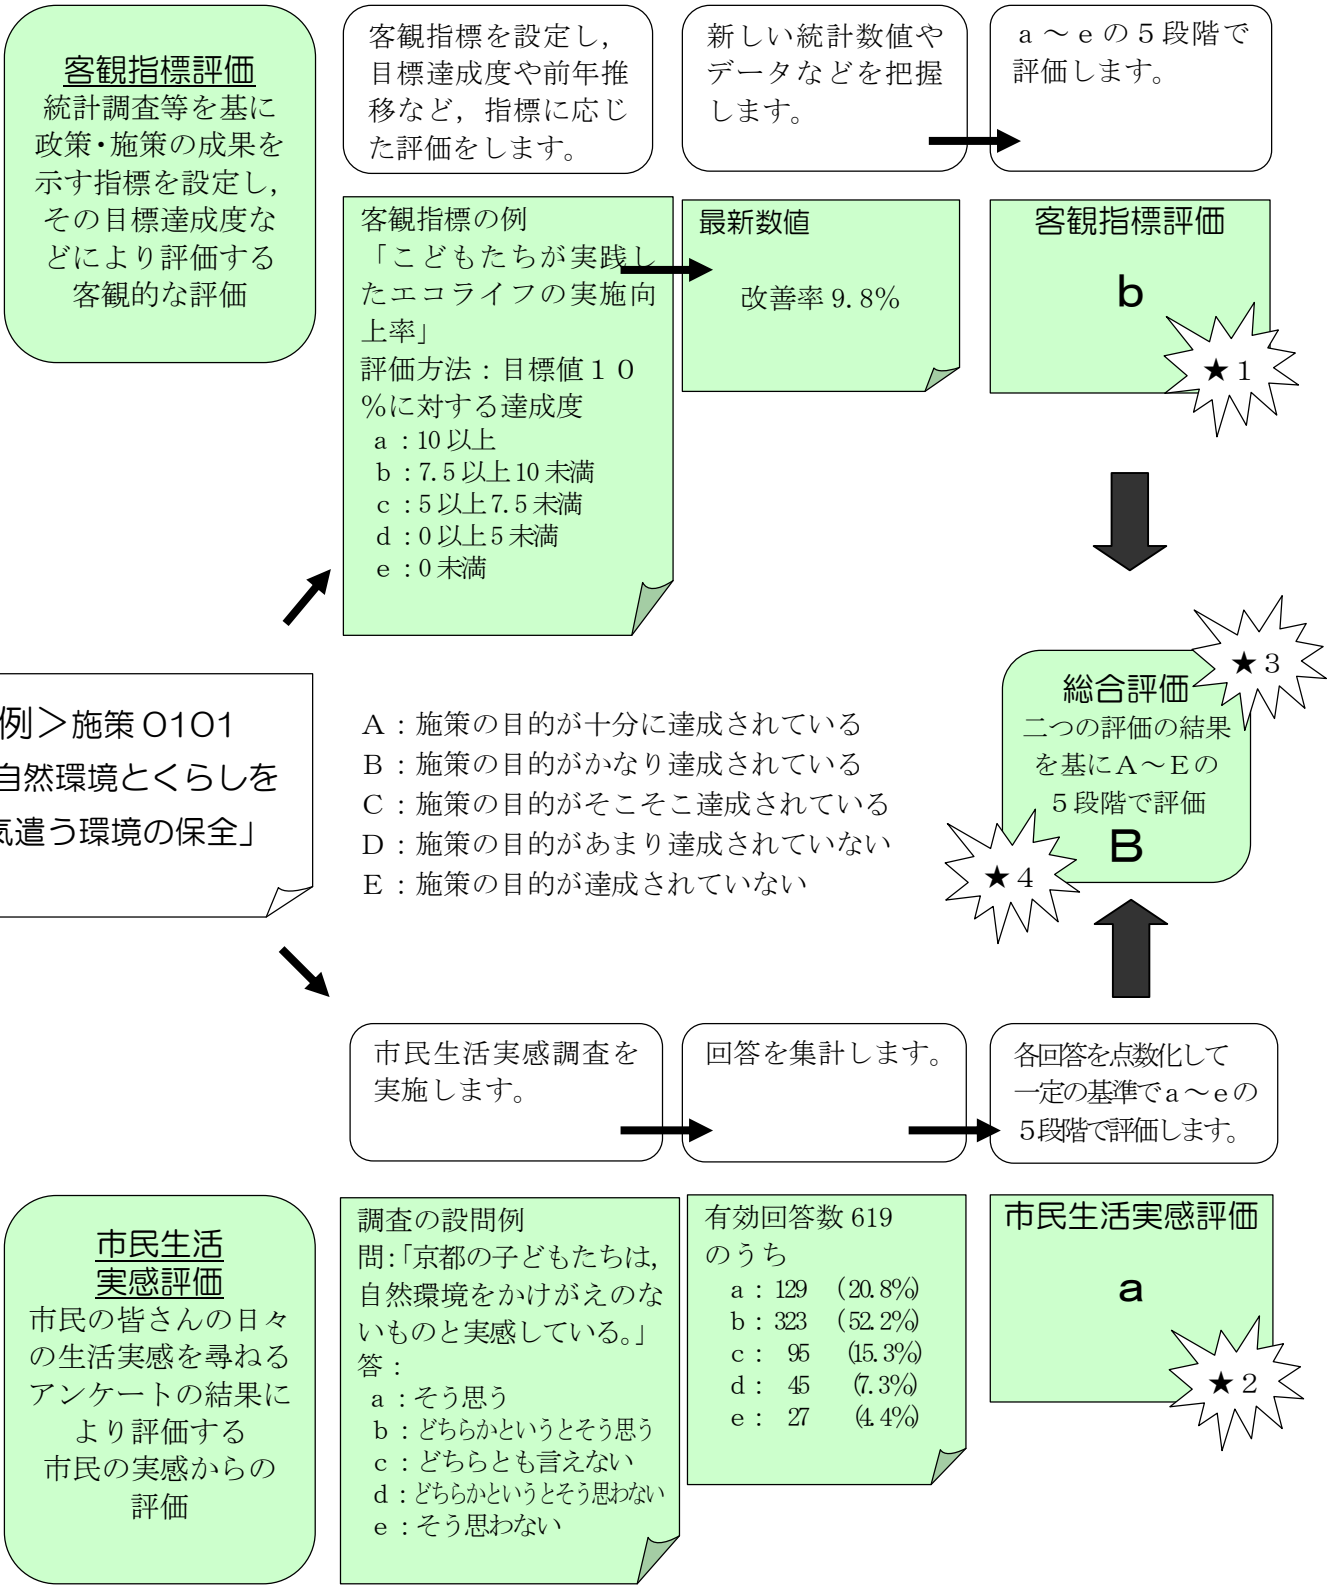 客観指標評価
統計調査等を基に
政策・施策の成果を
示す指標を設定し,
その目標達成度な
どにより評価する
客観的な評価
客観指標を設定し,
目標達成度や前年推
移など,指標に応じ
た評価をします。
新しい統計数値や
データなどを把握
します。
a~eの5段階で
評価します。
客観指標の例
「こどもたちが実践し
たエコライフの実施向
上率」
評価方法:目標値10
%に対する達成度
a:10以上
b:7.5以上10未満
c:5以上7.5未満
d:0以上5未満
e:0未満
最新数値
改善率 9.8%
客観指標評価
b
★1
例>施策0101
自然環境とくらしを
気遣う環境の保全」
A:施策の目的が十分に達成されている
B:施策の目的がかなり達成されている
C:施策の目的がそこそこ達成されている
D:施策の目的があまり達成されていない
E:施策の目的が達成されていない
★3
総合評価
二つの評価の結果
を基にA~Eの
5段階で評価
B
★4
市民生活実感調査を
実施します。
回答を集計します。
各回答を点数化して
一定の基準でa~eの
5段階で評価します。
市民生活
実感評価
市民の皆さんの日々
の生活実感を尋ねる
アンケートの結果に
より評価する
市民の実感からの
評価
調査の設問例
問:「京都の子どもたちは,
自然環境をかけがえのな
いものと実感している。」
答:
a:そう思う
b:どちらかというとそう思う
c:どちらとも言えない
d:どちらかというとそう思わない
e:そう思わない
有効回答数 619
のうち
a:129 (20.8%)
b:323 (52.2%)
c: 95 (15.3%)
d: 45 (7.3%)
e: 27 (4.4%)
市民生活実感評価
a
★2